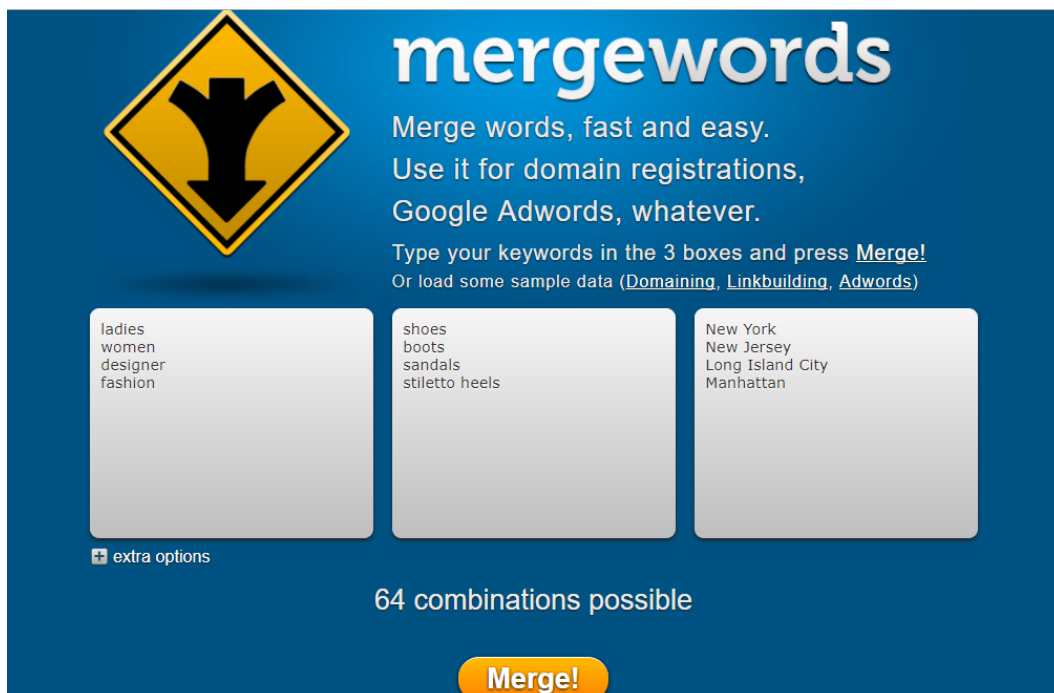 mergewords
Merge words, fast and easy.
Use it for domain registrations,
Google Adwords, whatever.
Type your keywords in the 3 boxes and press Merge!
Or load some sample data (Domaining, Linkbuilding, Adwords)
ladies
women
designer
fashion
shoes
boots
sandals
stiletto heels
New York
New Jersey
Long Island City
Manhattan
extra options
64 combinations possible
Merge!